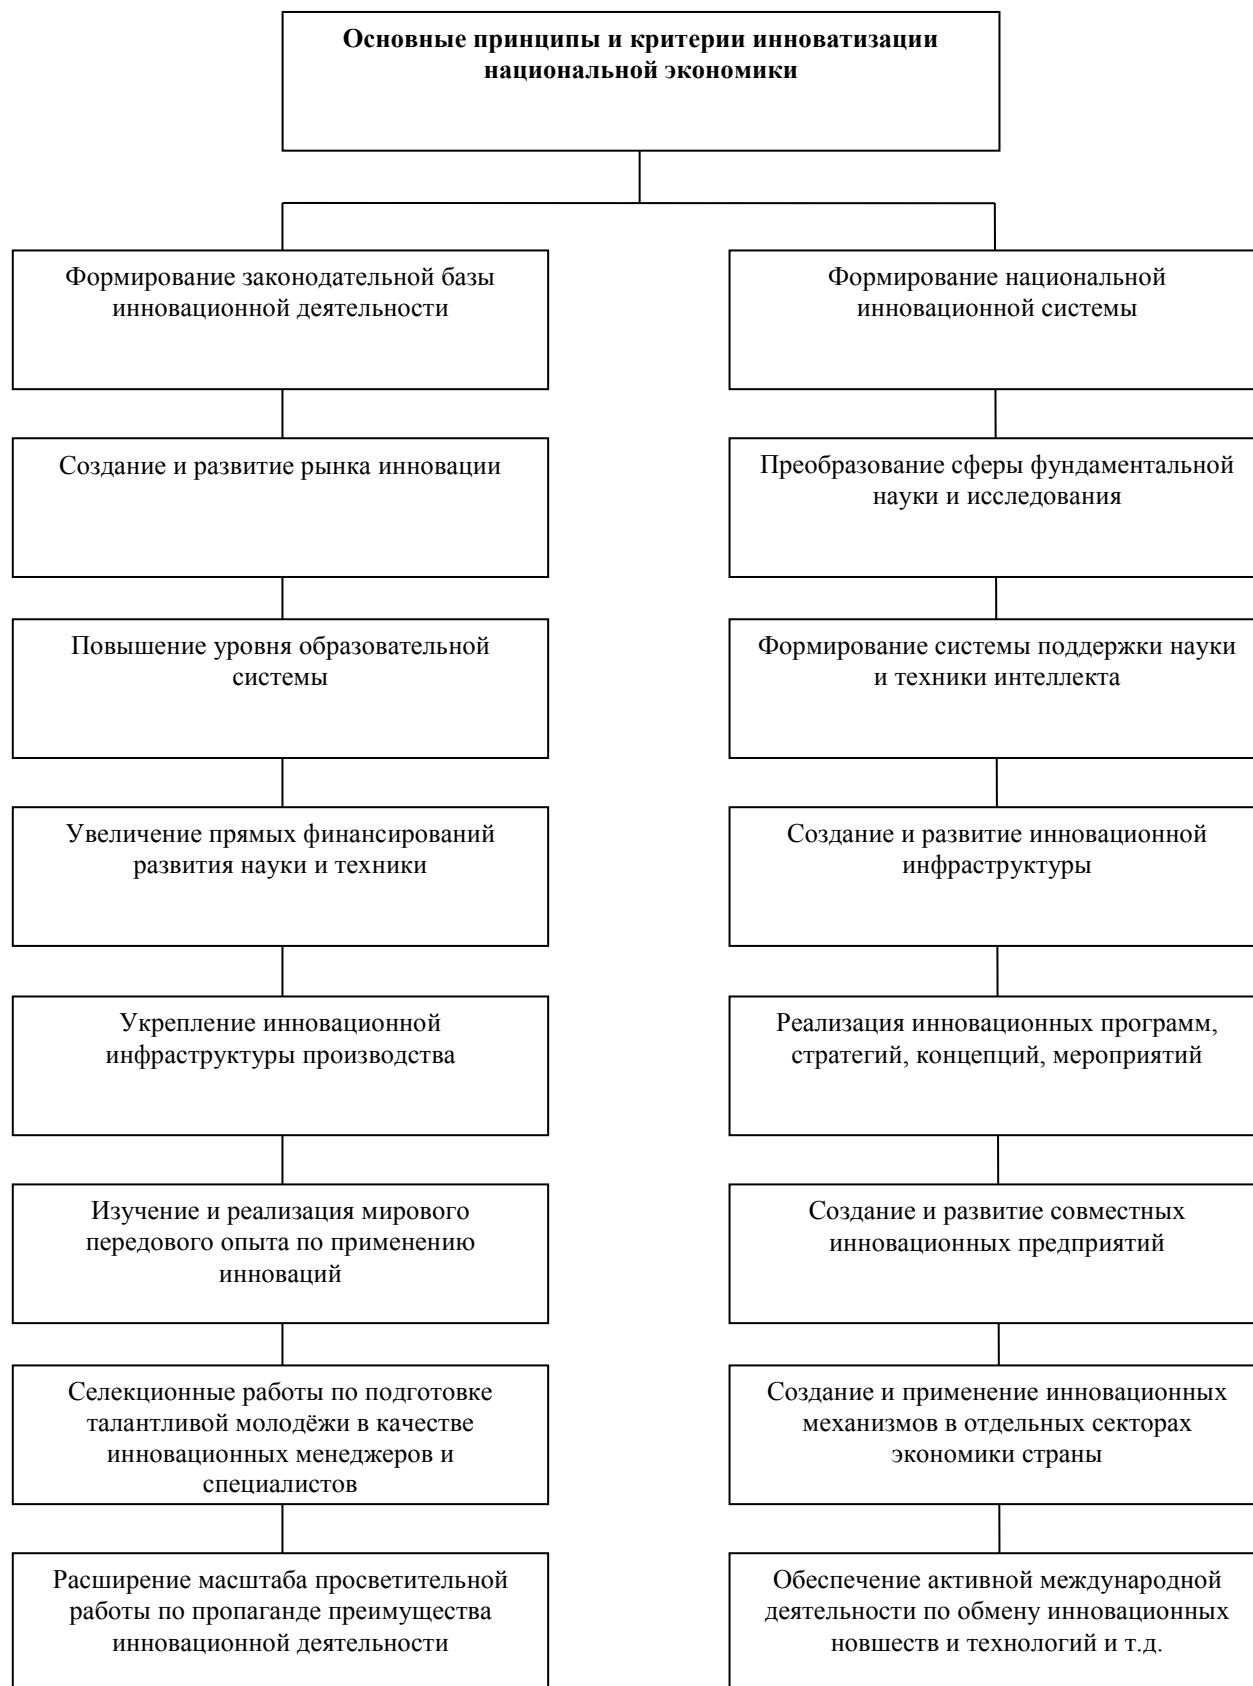 Основные принципы и критерии инноватизации
национальной экономики
Формирование законодательной базы
инновационной деятельности
Формирование национальной
инновационной системы
Создание и развитие рынка инновации
Преобразование сферы фундаментальной
науки и исследования
Повышение уровня образовательной
системы
Формирование системы поддержки науки
и техники интеллекта
Увеличение прямых финансирований
развития науки и техники
Создание и развитие инновационной
инфраструктуры
Укрепление инновационной
инфраструктуры производства
Реализация инновационных программ,
стратегий, концепций, мероприятий
Изучение и реализация мирового
передового опыта по применению
инноваций
Создание и развитие совместных
инновационных предприятий
Селекционные работы по подготовке
талантливой молодёжи в качестве
инновационных менеджеров и
специалистов
Создание и применение инновационных
механизмов в отдельных секторах
экономики страны
Расширение масштаба просветительной
работы по пропаганде преимущества
инновационной деятельности
Обеспечение активной международной
деятельности по обмену инновационных
новшеств и технологий и т.д.